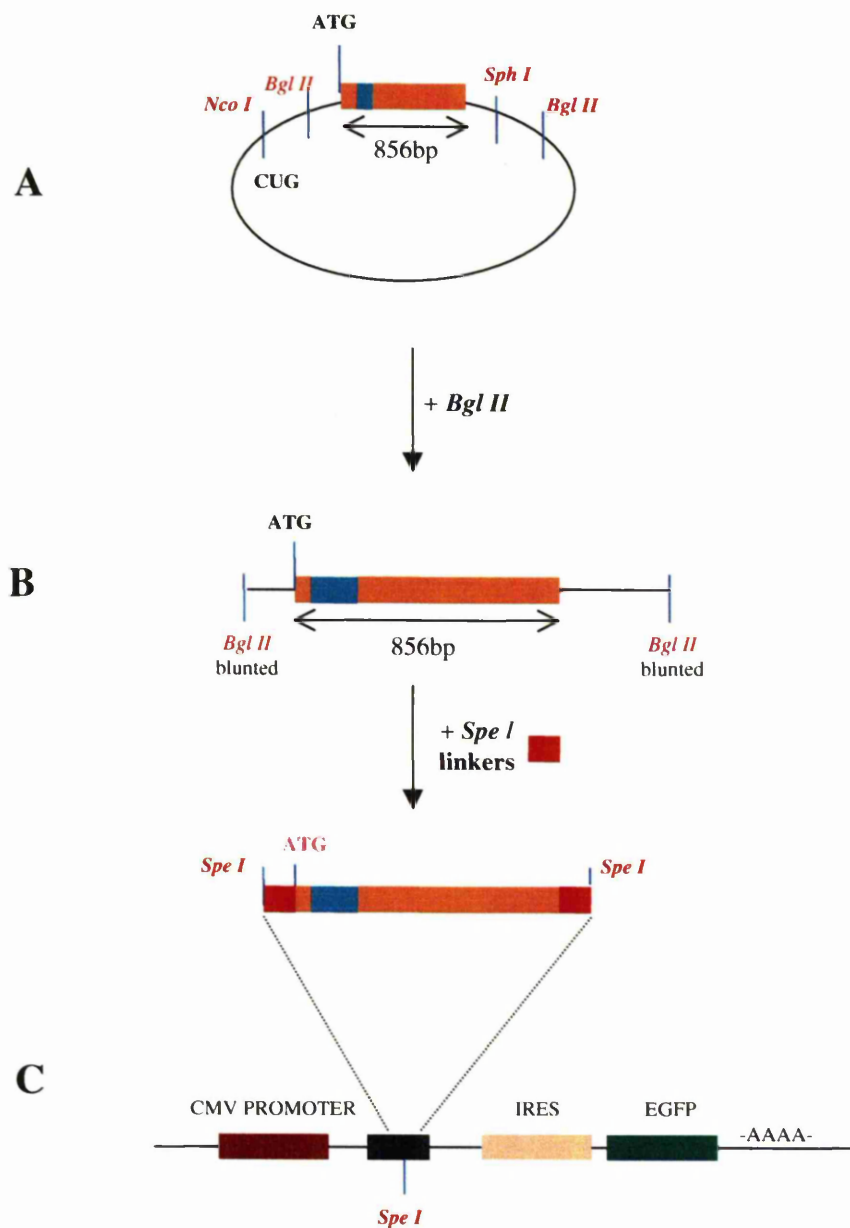 ATG
Sph I
Bgl II
Nco I
Bgl II
856bp
A
CUG
+ Bgl II
ATG
B
856bp
Bgl II
blunted
Bgl II
blunted
+ Spe I
linkers
ATG
Spe I
Spe I
C
CMV PROMOTER
IRES
EGFP
-AAAA-
Spe I